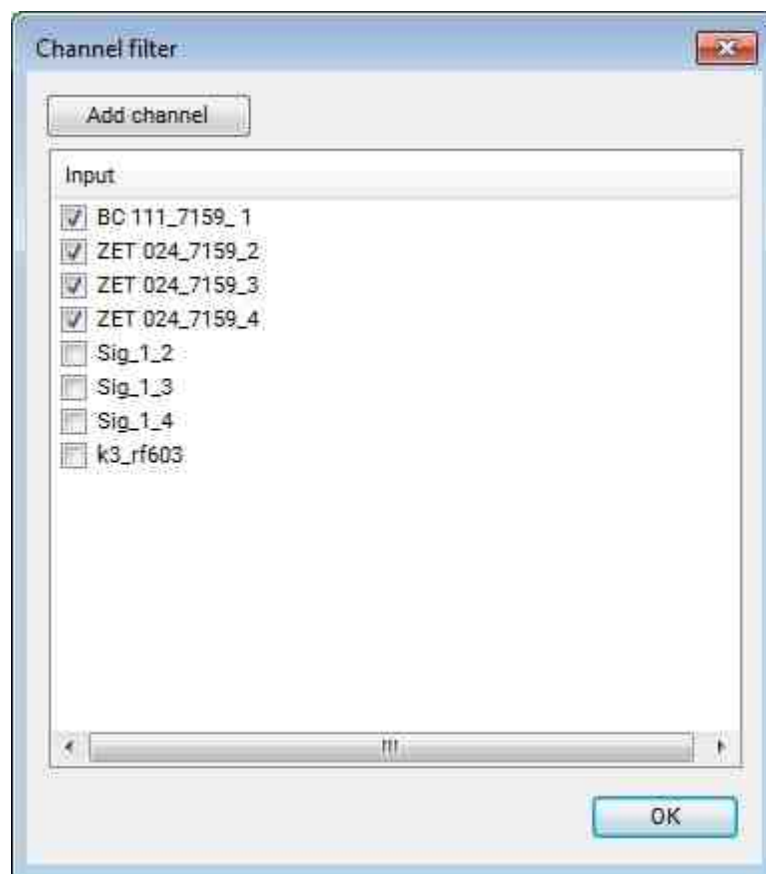 Channel filter
Add channel
Input
BC 111_7159_ 1
ZET 024_7159_2
ZET 024_7159_3
ZET 024_7159_4
Sig_1_2
Sig_1_3
Sig_1_4
k3_rf603
OK